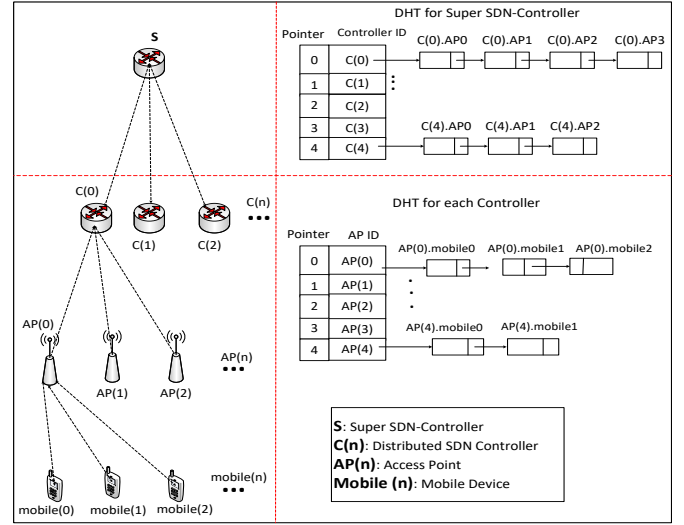 S
C(0)
C(1)
C(2)
C(n)
AP(0)
AP(1)
AP(2)
AP(n)
mobile(0)
mobile(1)
mobile(2)
mobile(n)
DHT for Super SDN-Controller
Pointer Controller ID
C(0).AP0 C(0).AP1 C(0).AP2 C(0).AP3
0 C(0)
1 C(1)
2 C(2)
3 C(3)
4 C(4)
C(4).AP0 C(4).AP1 C(4).AP2
DHT for each Controller
Pointer AP ID
AP(0).mobile0 AP(0).mobile1 AP(0).mobile2
0 AP(0)
1 AP(1)
2 AP(2)
3 AP(3)
4 AP(4)
AP(4).mobile0 AP(4).mobile1
S: Super SDN-Controller
C(n): Distributed SDN Controller
AP(n): Access Point
Mobile (n): Mobile Device